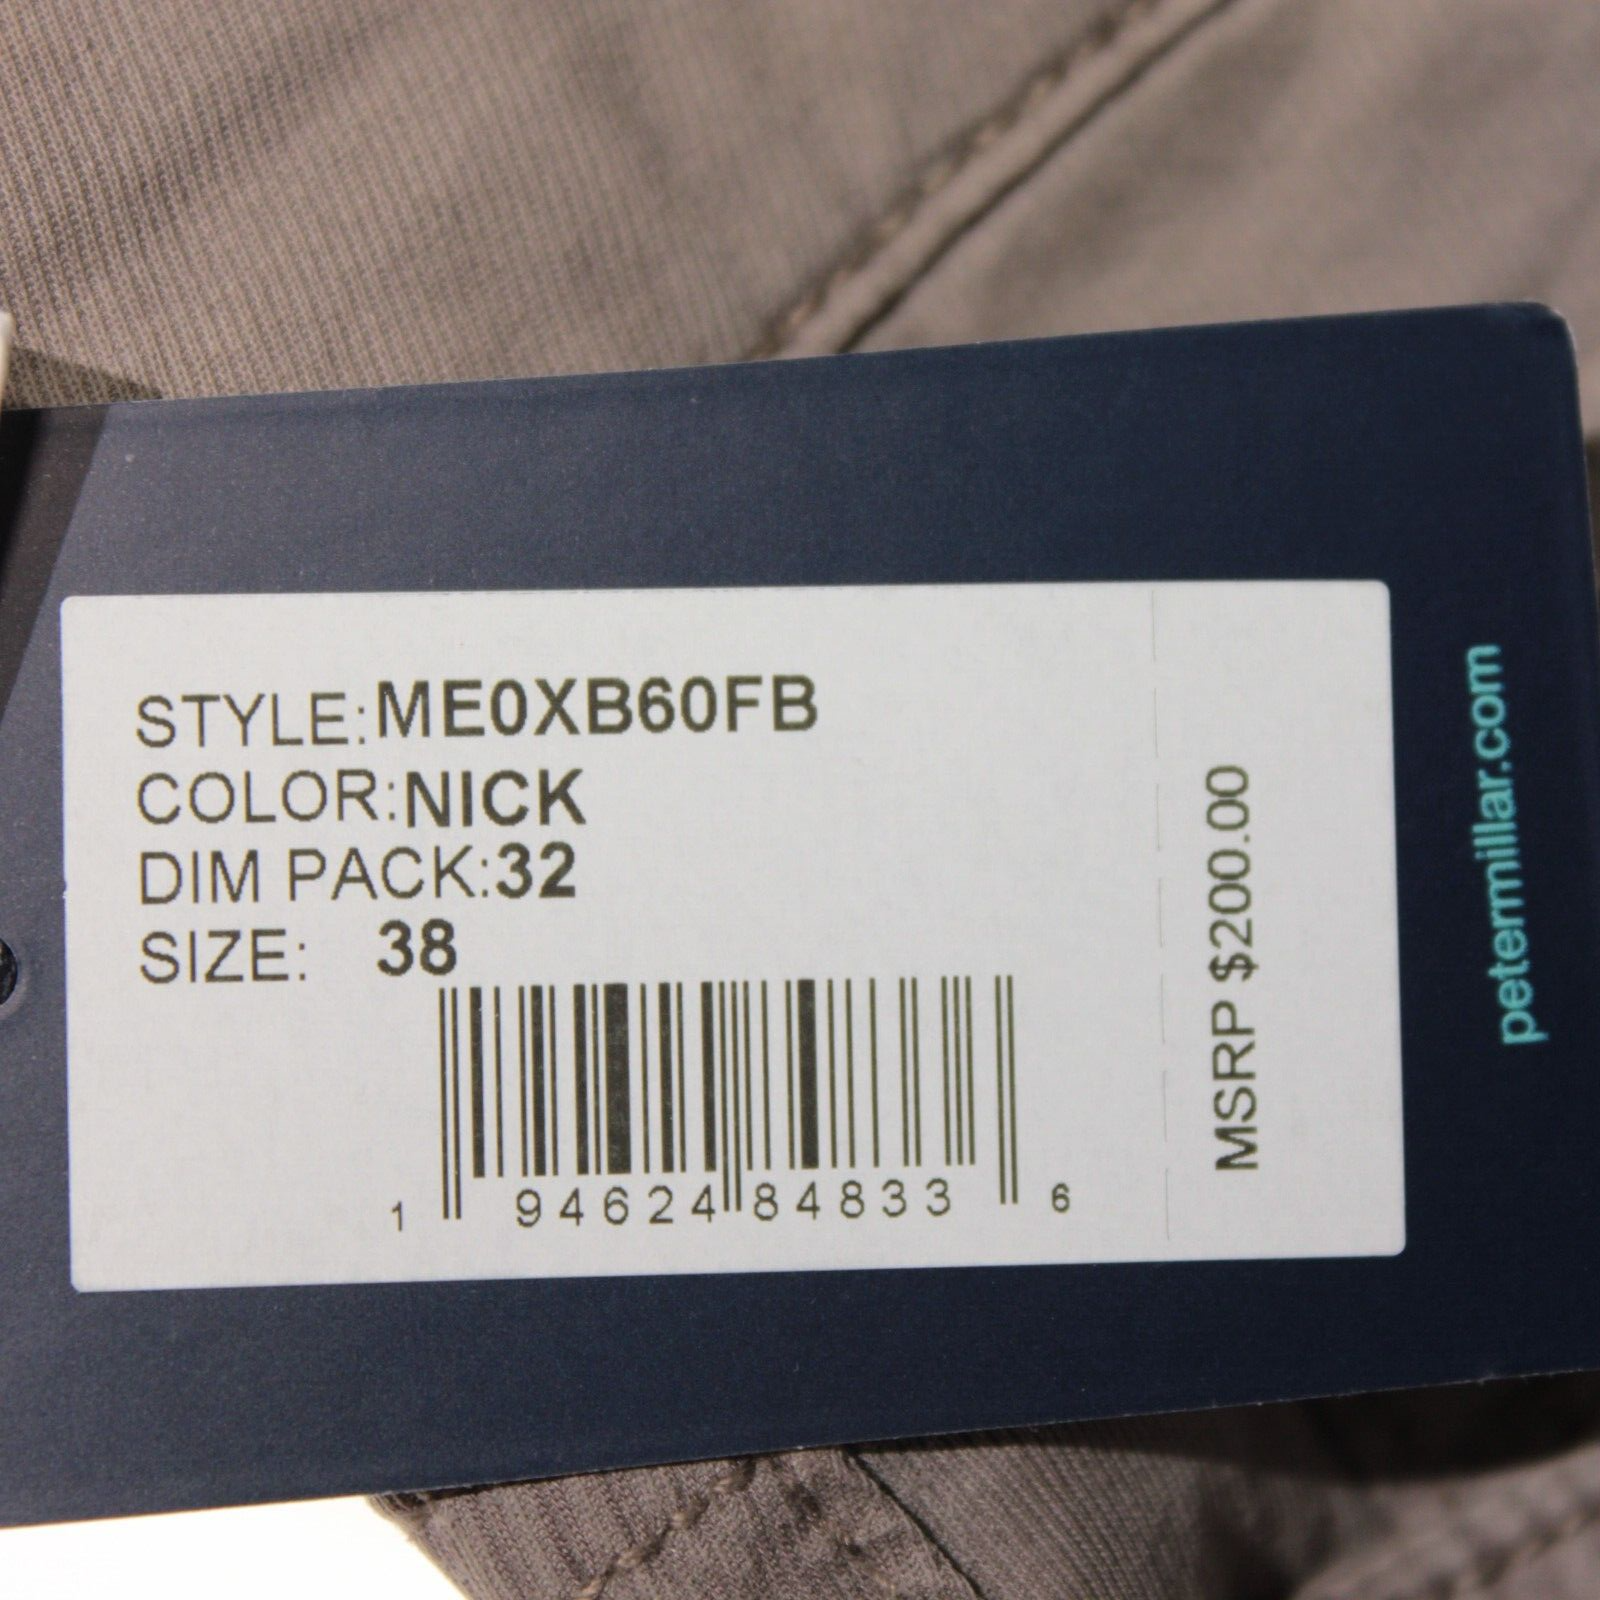 STYLE:ME0XB60FB
COLOR:NICK
DIM PACK:32
SIZE: 38
1 94624 84833 6
MSRP $200.00
petermillar.com